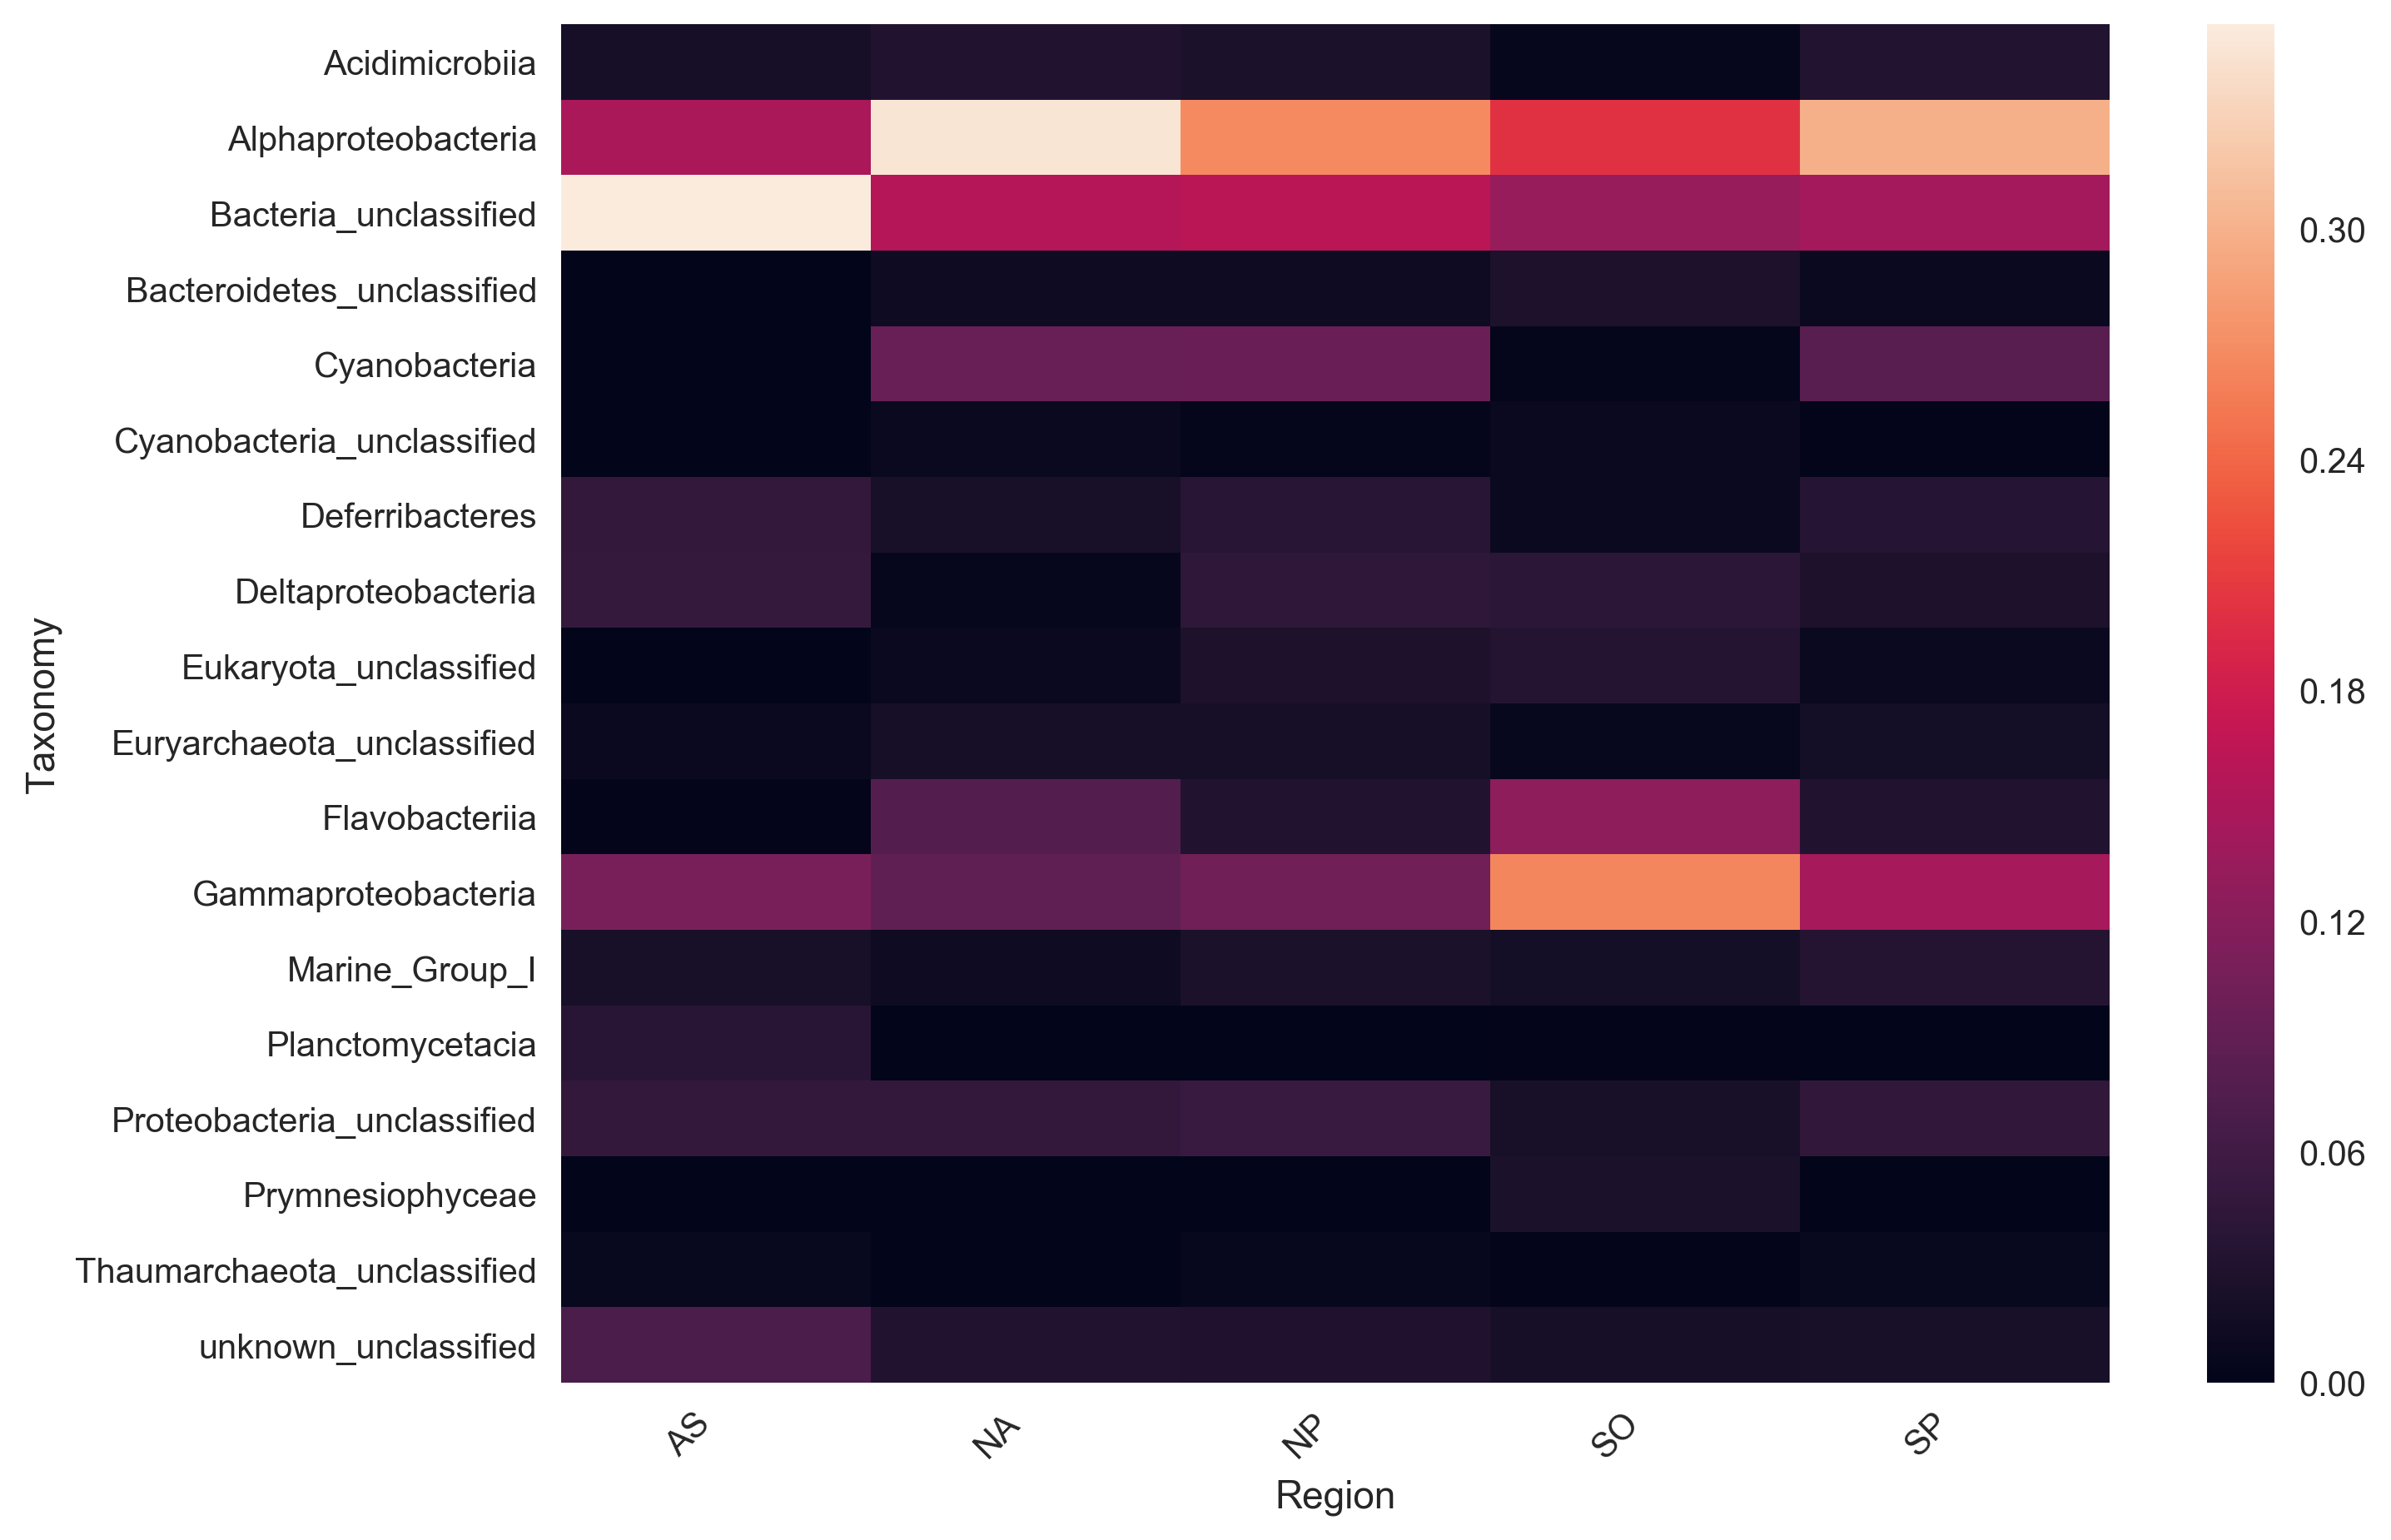 Taxonomy
Acidimicrobiia
Alphaproteobacteria
Bacteria_unclassified
Bacteroidetes_unclassified
Cyanobacteria
Cyanobacteria_unclassified
Deferribacteres
Deltaproteobacteria
Eukaryota_unclassified
Euryarchaeota_unclassified
Flavobacteriia
Gammaproteobacteria
Marine_Group_I
Planctomycetacia
Proteobacteria_unclassified
Prymnesiophyceae
Thaumarchaeota_unclassified
unknown_unclassified
AS
NA
NP
SO
SP
Region
0.30
0.24
0.18
0.12
0.06
0.00